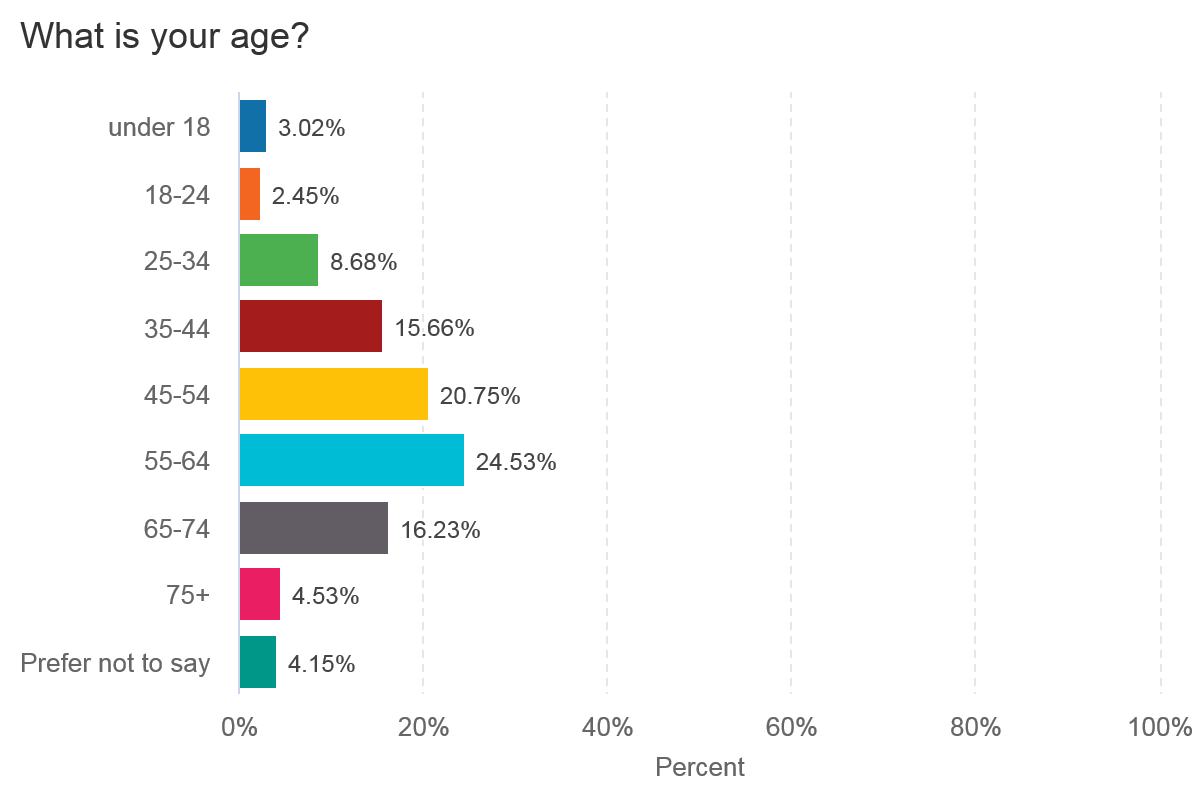 What is your age?
under 18 3.02%
18-24 2.45%
25-34 8.68%
35-44 15.66%
45-54 20.75%
55-64 24.53%
65-74 16.23%
75+ 4.53%
Prefer not to say 4.15%
0% 20% 40% 60% 80% 100%
Percent